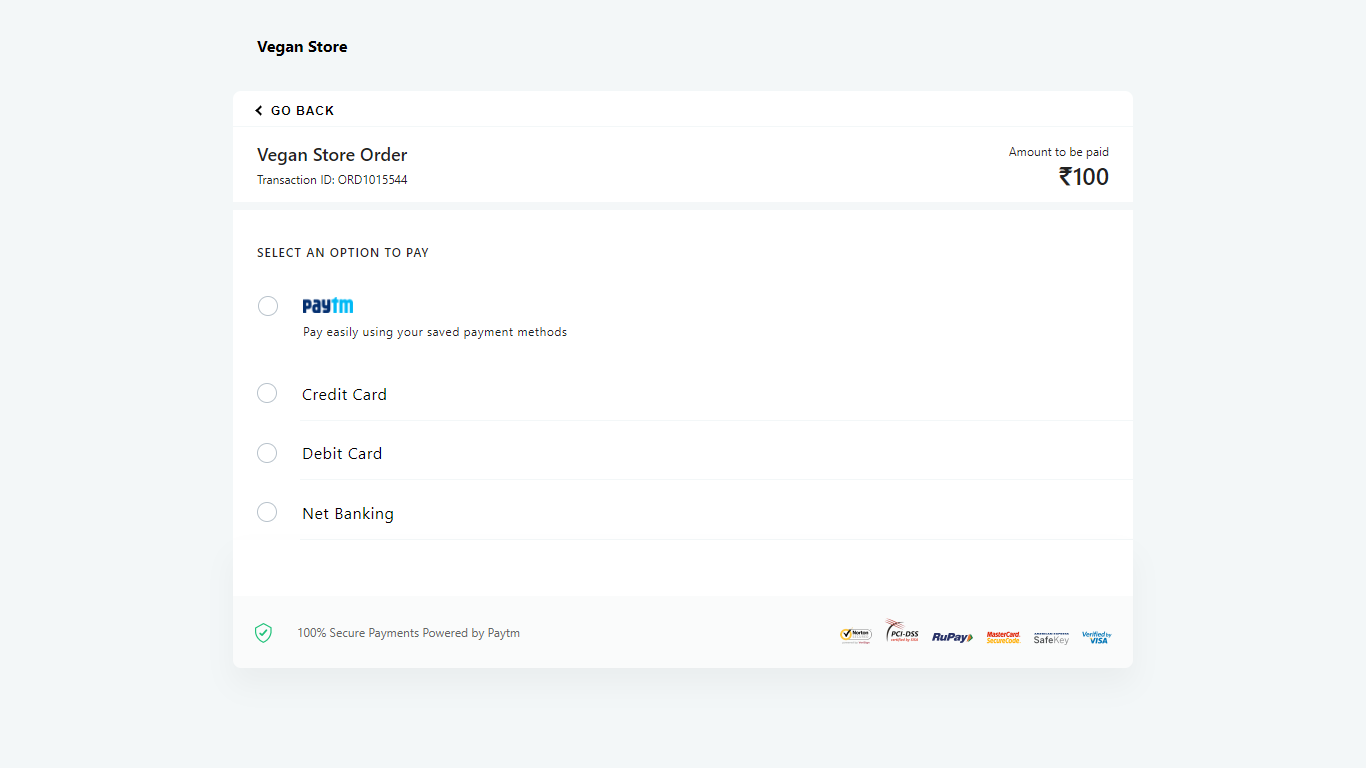 Vegan Store
GO BACK
Vegan Store Order
Transaction ID: ORD1015544
Amount to be paid
₹100
SELECT AN OPTION TO PAY
paytm
Pay easily using your saved payment methods
Credit Card
Debit Card
Net Banking
100% Secure Payments Powered by Paytm
Norton
PCI-DSS
RuPay
MasterCard.
SecureCode.
AMERICAN EXPRESS
SafeKey
Verified by
VISA